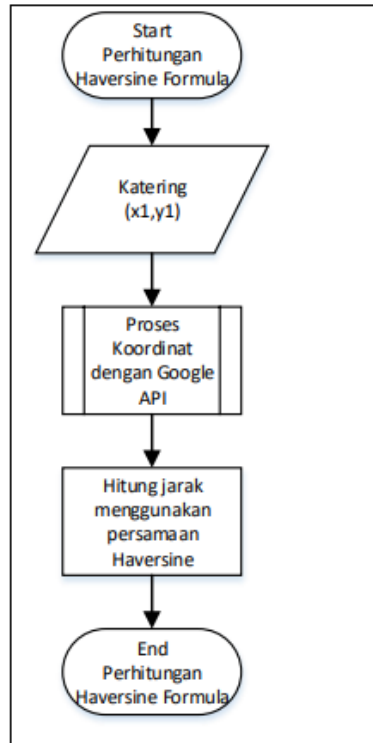 Start
Perhitungan
Haversine Formula
Katering
(x1,y1)
Proses
Koordinat
dengan Google
API
Hitung jarak
menggunakan
persamaan
Haversine
End
Perhitungan
Haversine Formula